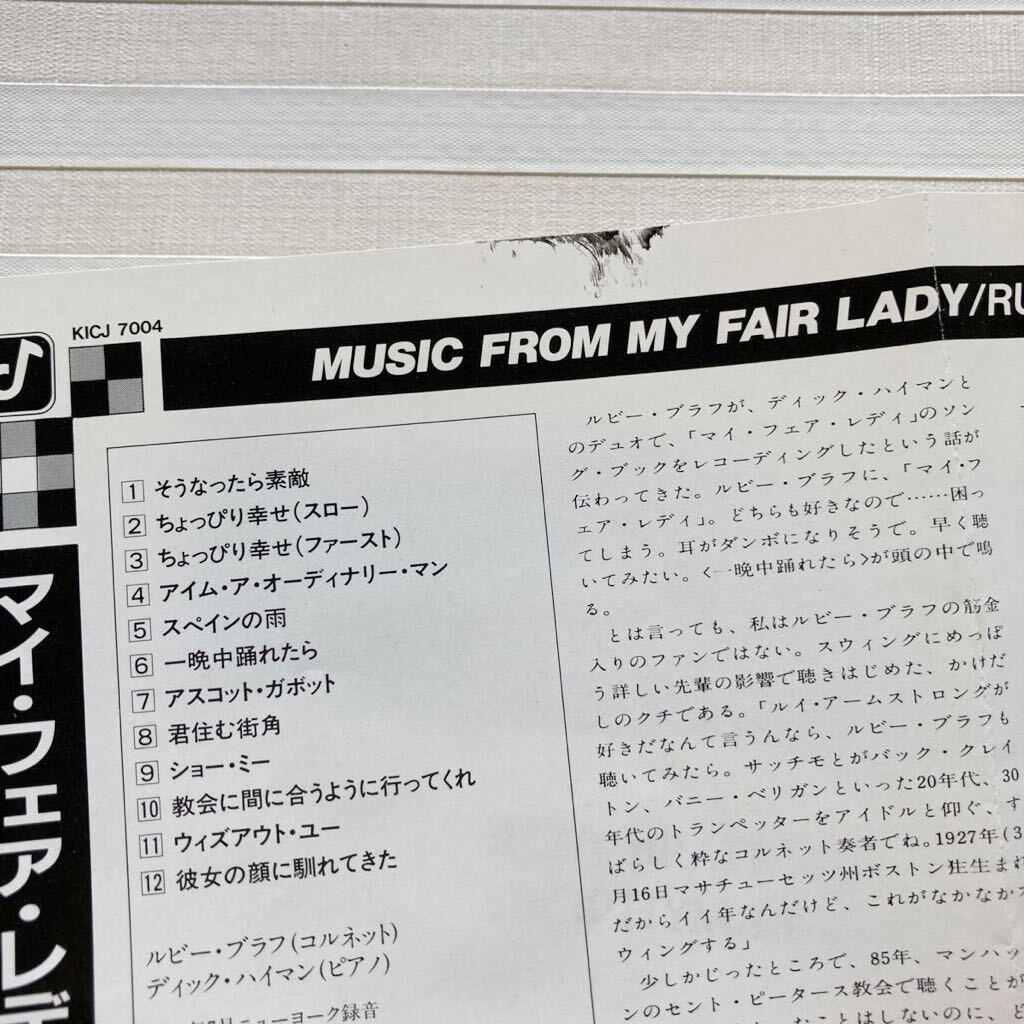 KICJ 7004
MUSIC FROM MY FAIR LADY/RU
マイ・フェア・レデ
1 そうなったら素敵
2 ちょっぴり幸せ(スロー)
3 ちょっぴり幸せ(ファースト)
4 アイム・ア・オーディナリー・マン
5 スペインの雨
6 一晩中踊れたら
7 アスコット・ガボット
8 君住む街角
9 ショー・ミー
10 教会に間に合うように行ってくれ
11 ウィズアウト・ユー
12 彼女の顔に馴れてきた
ルビー・ブラフ(コルネット)
ディック・ハイマン(ピアノ)
ニューヨーク録音
ルビー・ブラフが、ディック・ハイマンと
のデュオで、「マイ・フェア・レディ」のソン
グ・ブックをレコーディングしたという話が
伝わってきた。ルビー・ブラフに、「マイ・フ
ェア・レディ」。どちらも好きなので……困っ
てしまう。耳がダンボになりそうで。早く聴
いてみたい。〈一晩中踊れたら〉が頭の中で鳴
る。
とは言っても、私はルビー・ブラフの筋金
入りのファンではない。スウィングにめっぽ
う詳しい先輩の影響で聴きはじめた、かけだ
しのクチである。「ルイ・アームストロングが
好きだなんて言うんなら、ルビー・ブラフも
聴いてみたら。サッチモとかバック・クレイ
トン、バニー・ベリガンといった20年代、30
年代のトランペッターをアイドルと仰ぐ、す
ばらしく粋なコルネット奏者でね。1927年(3
月16日マサチューセッツ州ボストン生生まれ
だからイイ年なんだけど、これがなかなかス
ウィングする」
少しかじったところで、85年、マンハッ
ンのセント・ピータース教会で聴くことが
なことはしないのに、ど